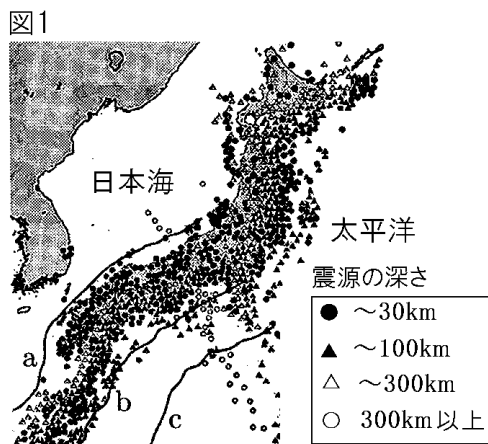 図1
日本海
太平洋
震源の深さ
● ～30km
▲ ～100km
△ ～300km
○ 300km以上
a
b
c